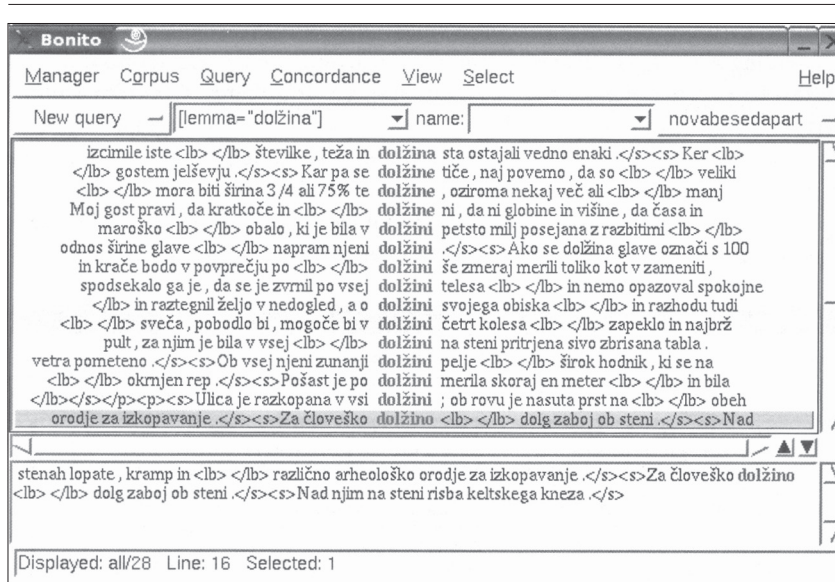 Bonito
Manager Corpus Query Concordance View Select Help
New query [lemma="dolžina"] name: novabesedapart
izcimile iste <lb> </lb> številke , teža in dolžina sta ostajali vedno enaki .</s><s> Ker <lb>
</lb> gostem jelševju .</s><s> Kar pa se dolžine tiče , naj povemo , da so <lb> </lb> veliki
<lb> </lb> mora biti širina 3 /4 ali 75% te dolžine , oziroma nekaj več ali <lb> </lb> manj
Moj gost pravi , da kratkoče in <lb> </lb> dolžine ni , da ni globine in višine , da časa in
maroško <lb> </lb> obalo , ki je bila v dolžini petsto milj posejana z razbitimi <lb> </lb>
odnos širine glave <lb> </lb> napram njeni dolžini .</s><s> Ako se dolžina glave označi s 100
in krače bodo v povprečju po <lb> </lb> dolžini še zmeraj merili toliko kot v zameniti ,
spodsekalo ga je , da se je zvrnil po vsej dolžini telesa <lb> </lb> in nemo opazoval spokojne
</lb> in raztegnil željo v nedogled , a o dolžini svojega obiska <lb> </lb> in razhodu tudi
<lb> </lb> sveča , pobodlo bi , mogoče bi v dolžini četrt kolesa <lb> </lb> zapeklo in najbrž
pult , za njim je bila v vsej <lb> </lb> dolžini na steni pritrjena sivo zbrisana tabla .
vetra pometeno .</s><s> Ob vsej njeni zunanji dolžini pelje <lb> </lb> širok hodnik , ki se na
<lb> </lb> okrnjen rep .</s><s> Pošast je po dolžini merila skoraj en meter <lb> </lb> in bila
</lb></s></p><p><s> Ulica je razkopana v vsi dolžini ; ob rovu je nasuta prst na <lb> </lb> obeh
orodje za izkopavanje .</s><s> Za človeško dolžino <lb> </lb> dolg zaboj ob steni .</s><s> Nad
stenah lopate , kramp in <lb> </lb> različno arheološko orodje za izkopavanje .</s><s> Za človeško dolžino
<lb> </lb> dolg zaboj ob steni .</s><s> Nad njim na steni risba keltskega kneza .</s>
Displayed: all/28 Line: 16 Selected: 1